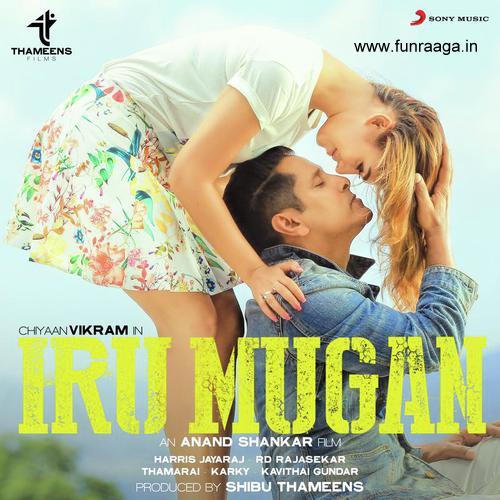 THAMEENS
FILMS
SONY MUSIC
www.funraaga.in
CHIYAAN VIKRAM IN
IRU MUGAN
AN ANAND SHANKAR FILM
HARRIS JAYARAJ - RD RAJASEKAR
THAMARAI - KARKY - KAVITHAI GUNDAR
PRODUCED BY SHIBU THAMEENS